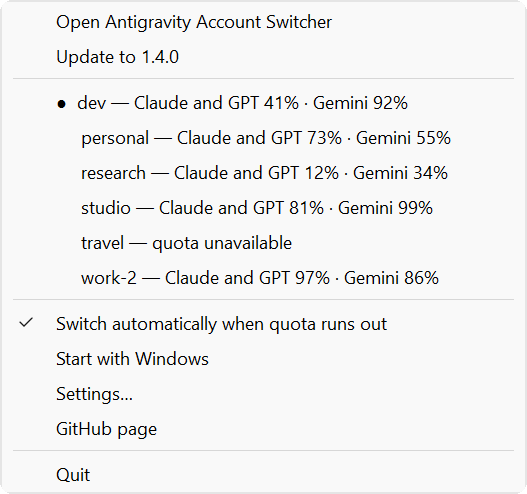 Open Antigravity Account Switcher
Update to 1.4.0
● dev — Claude and GPT 41% · Gemini 92%
personal — Claude and GPT 73% · Gemini 55%
research — Claude and GPT 12% · Gemini 34%
studio — Claude and GPT 81% · Gemini 99%
travel — quota unavailable
work-2 — Claude and GPT 97% · Gemini 86%
✓ Switch automatically when quota runs out
Start with Windows
Settings...
GitHub page
Quit